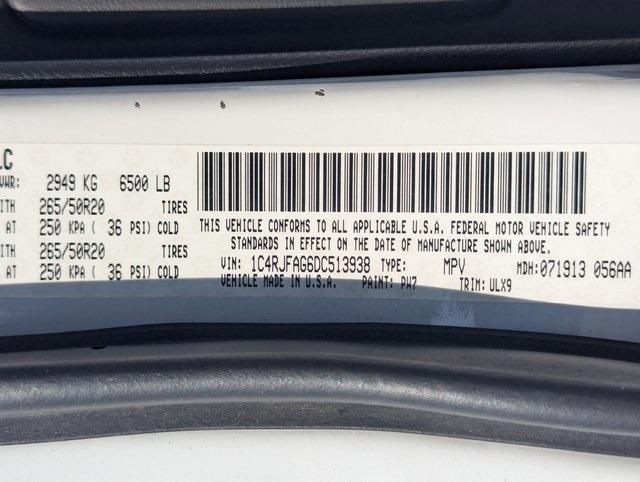 LC
VWR: 2949 KG 6500 LB
ITH 265/50R20 TIRES
AT 250 KPA ( 36 PSI) COLD
ITH 265/50R20 TIRES
AT 250 KPA ( 36 PSI) COLD
THIS VEHICLE CONFORMS TO ALL APPLICABLE U.S.A. FEDERAL MOTOR VEHICLE SAFETY
STANDARDS IN EFFECT ON THE DATE OF MANUFACTURE SHOWN ABOVE.
VIN: 1C4RJFAG6DC513938 TYPE: MPV MDH:071913 056AA
VEHICLE MADE IN U.S.A. PAINT: PW7 TRIM:ULX9